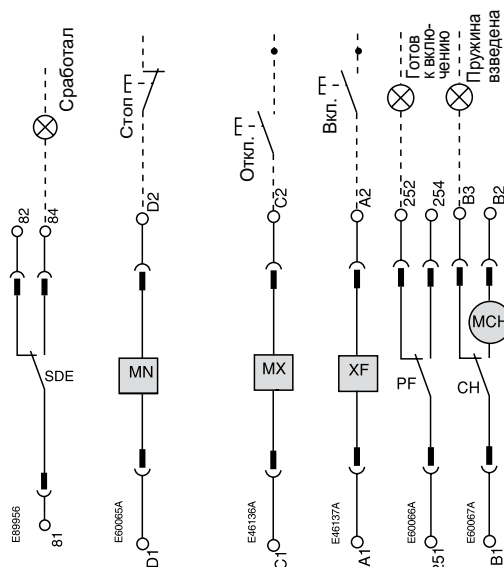 Сработал
Стоп
Откл.
Вкл.
Готов
к вклю-
чению
Пружина
взведена
82
84
D2
C2
A2
252
254
B3
B2
SDE
MN
MX
XF
PF
CH
MCH
E89956
E60065A
E46136A
E46137A
E60066A
E60067A
81
D1
C1
A1
251
B1